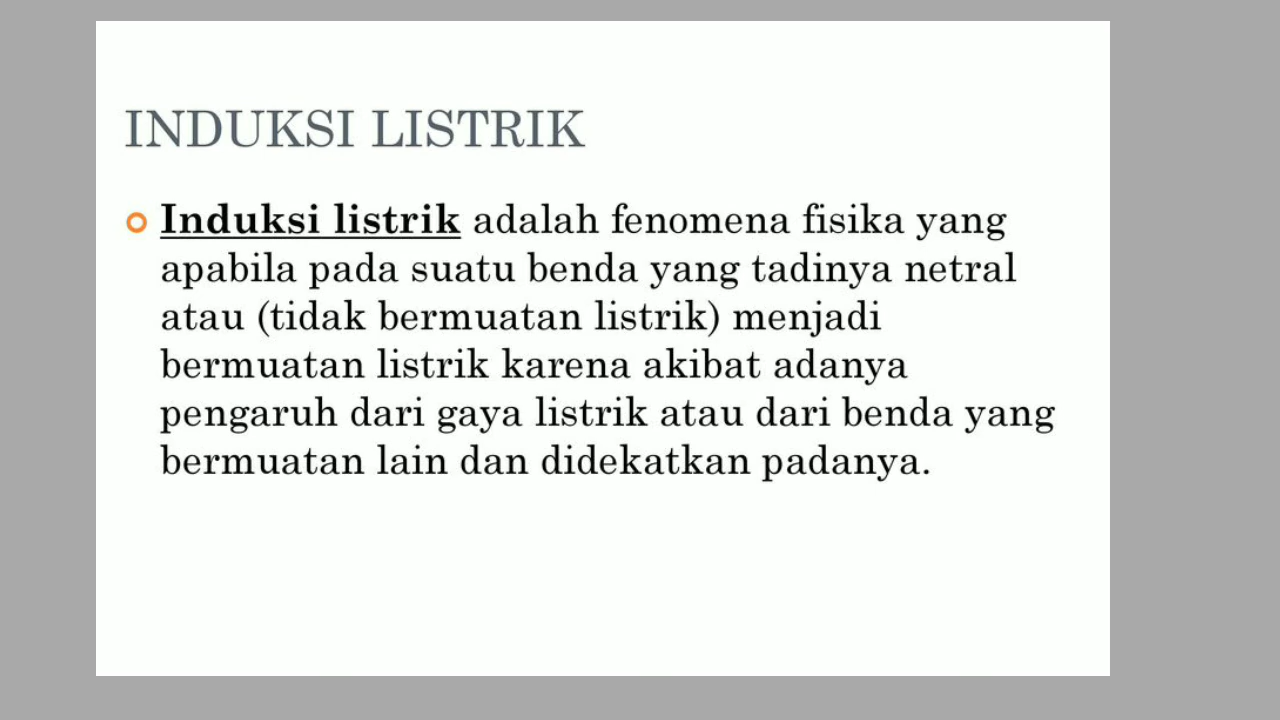 INDUKSI LISTRIK
Induksi listrik adalah fenomena fisika yang
apabila pada suatu benda yang tadinya netral
atau (tidak bermuatan listrik) menjadi
bermuatan listrik karena akibat adanya
pengaruh dari gaya listrik atau dari benda yang
bermuatan lain dan didekatkan padanya.